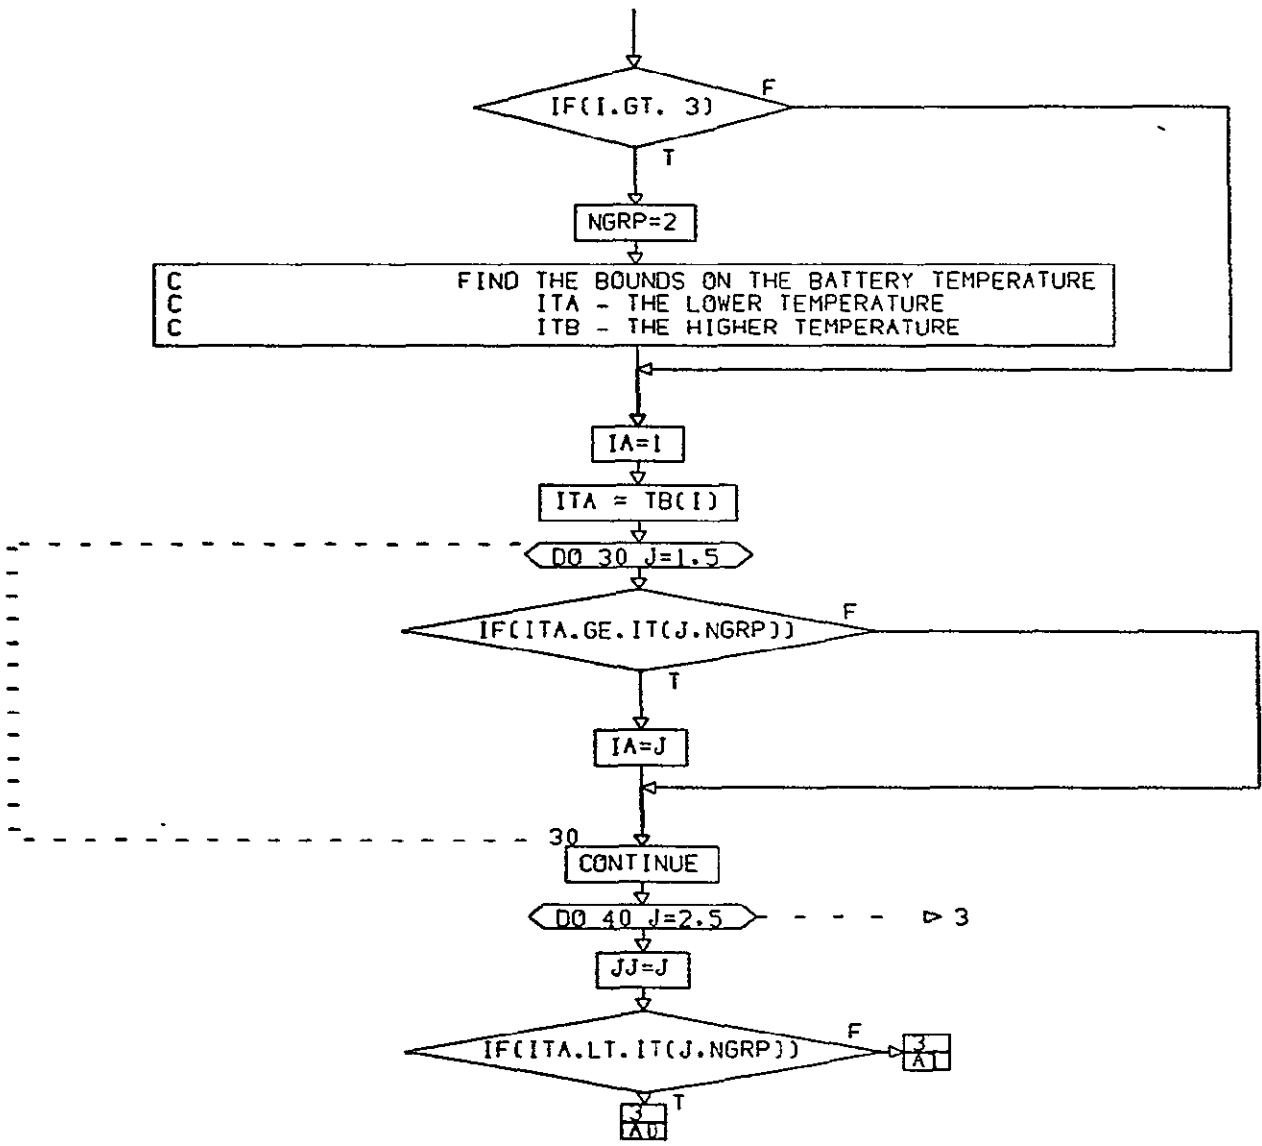 F
IF(I.GT. 3)
T
NGRP=2
C FIND THE BOUNDS ON THE BATTERY TEMPERATURE
C ITA - THE LOWER TEMPERATURE
C ITB - THE HIGHER TEMPERATURE
IA=1
ITA = TB(I)
DO 30 J=1.5
F
IF(ITA.GE.IT(J.NGRP))
T
IA=J
30
CONTINUE
DO 40 J=2.5
3
JJ=J
F
IF(ITA.LT.IT(J.NGRP))
3
A1
T
3